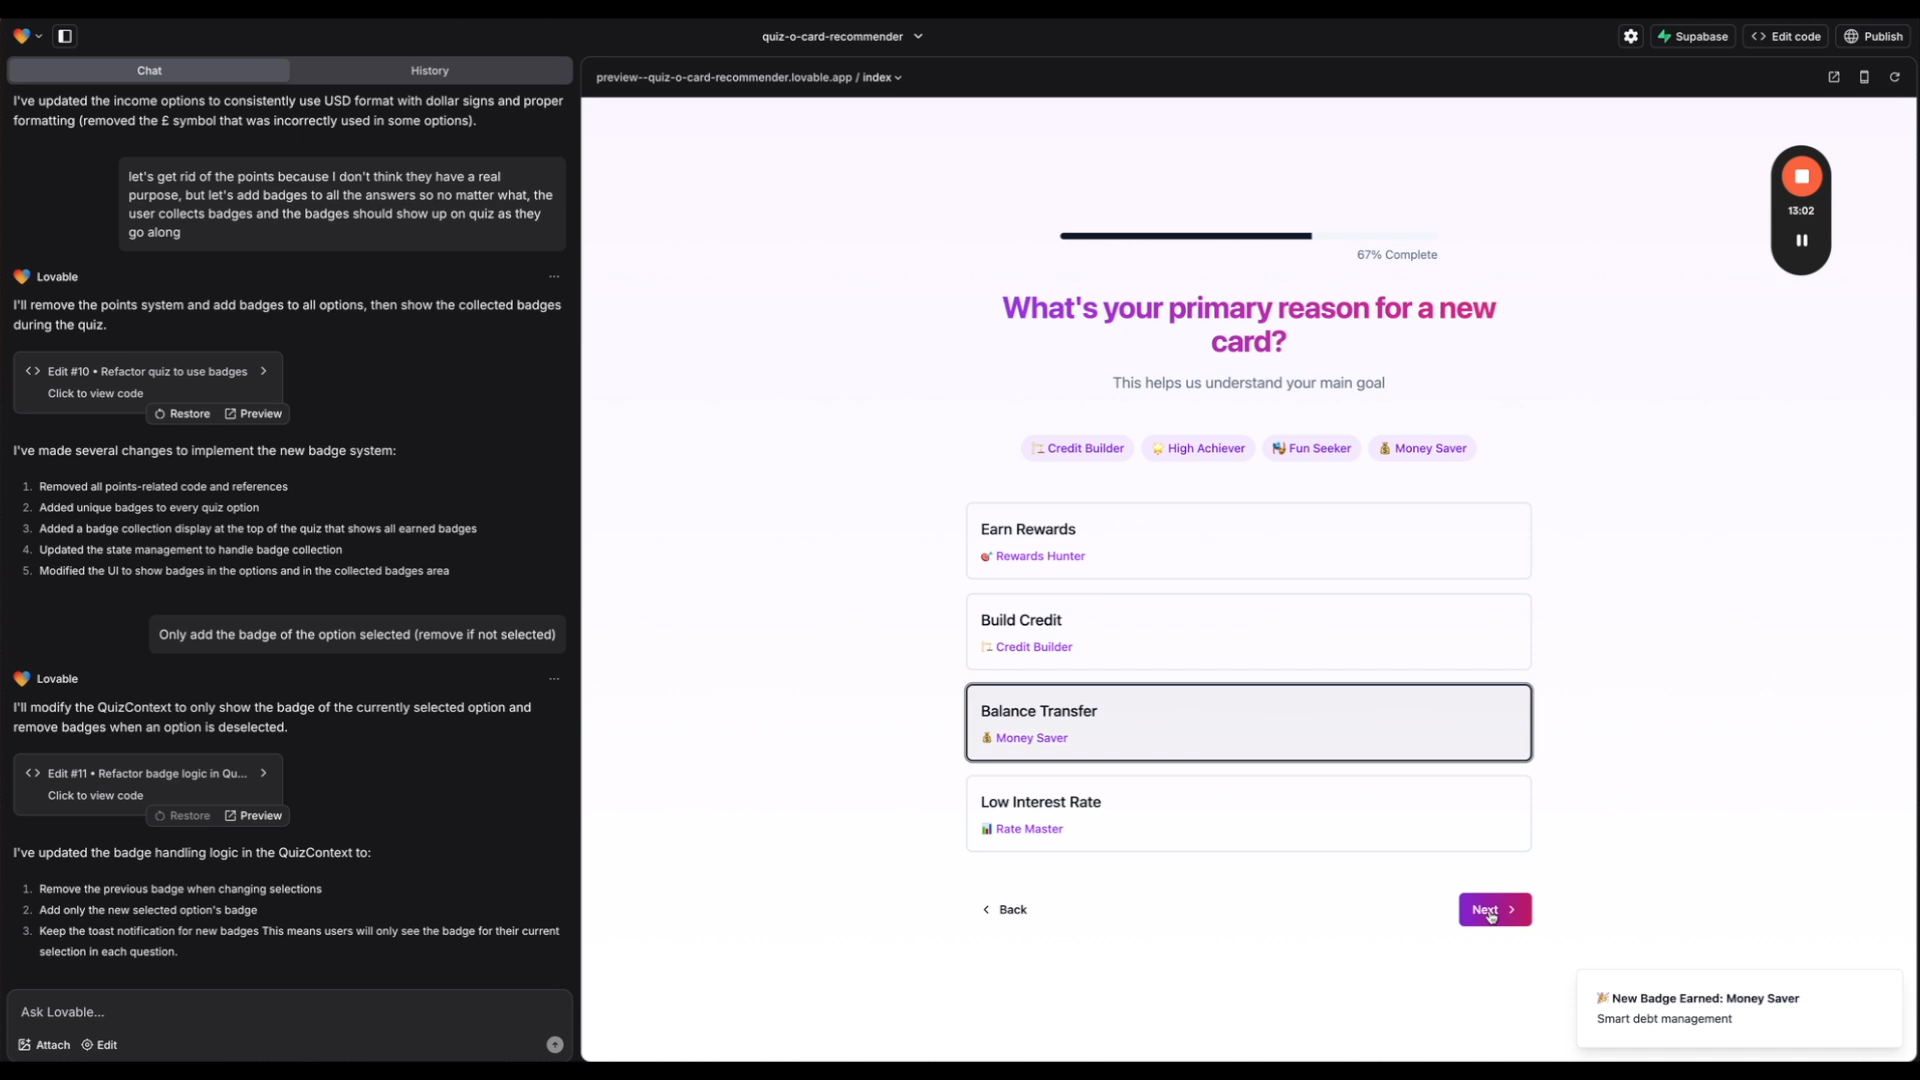 quiz-o-card-recommender
Supabase
Edit code
Publish
Chat
History
preview--quiz-o-card-recommender.lovable.app / index
I've updated the income options to consistently use USD format with dollar signs and proper
formatting (removed the £ symbol that was incorrectly used in some options).
let's get rid of the points because I don't think they have a real
purpose, but let's add badges to all the answers so no matter what, the
user collects badges and the badges should show up on quiz as they
go along
Lovable
I'll remove the points system and add badges to all options, then show the collected badges
during the quiz.
Edit #10 • Refactor quiz to use badges
Click to view code
Restore
Preview
I've made several changes to implement the new badge system:
1. Removed all points-related code and references
2. Added unique badges to every quiz option
3. Added a badge collection display at the top of the quiz that shows all earned badges
4. Updated the state management to handle badge collection
5. Modified the UI to show badges in the options and in the collected badges area
Only add the badge of the option selected (remove if not selected)
Lovable
I'll modify the QuizContext to only show the badge of the currently selected option and
remove badges when an option is deselected.
Edit #11 • Refactor badge logic in Qu...
Click to view code
Restore
Preview
I've updated the badge handling logic in the QuizContext to:
1. Remove the previous badge when changing selections
2. Add only the new selected option's badge
3. Keep the toast notification for new badges This means users will only see the badge for their current
selection in each question.
Ask Lovable...
Attach
Edit
13:02
67% Complete
What's your primary reason for a new
card?
This helps us understand your main goal
Credit Builder
High Achiever
Fun Seeker
Money Saver
Earn Rewards
Rewards Hunter
Build Credit
Credit Builder
Balance Transfer
Money Saver
Low Interest Rate
Rate Master
Back
Next
New Badge Earned: Money Saver
Smart debt management